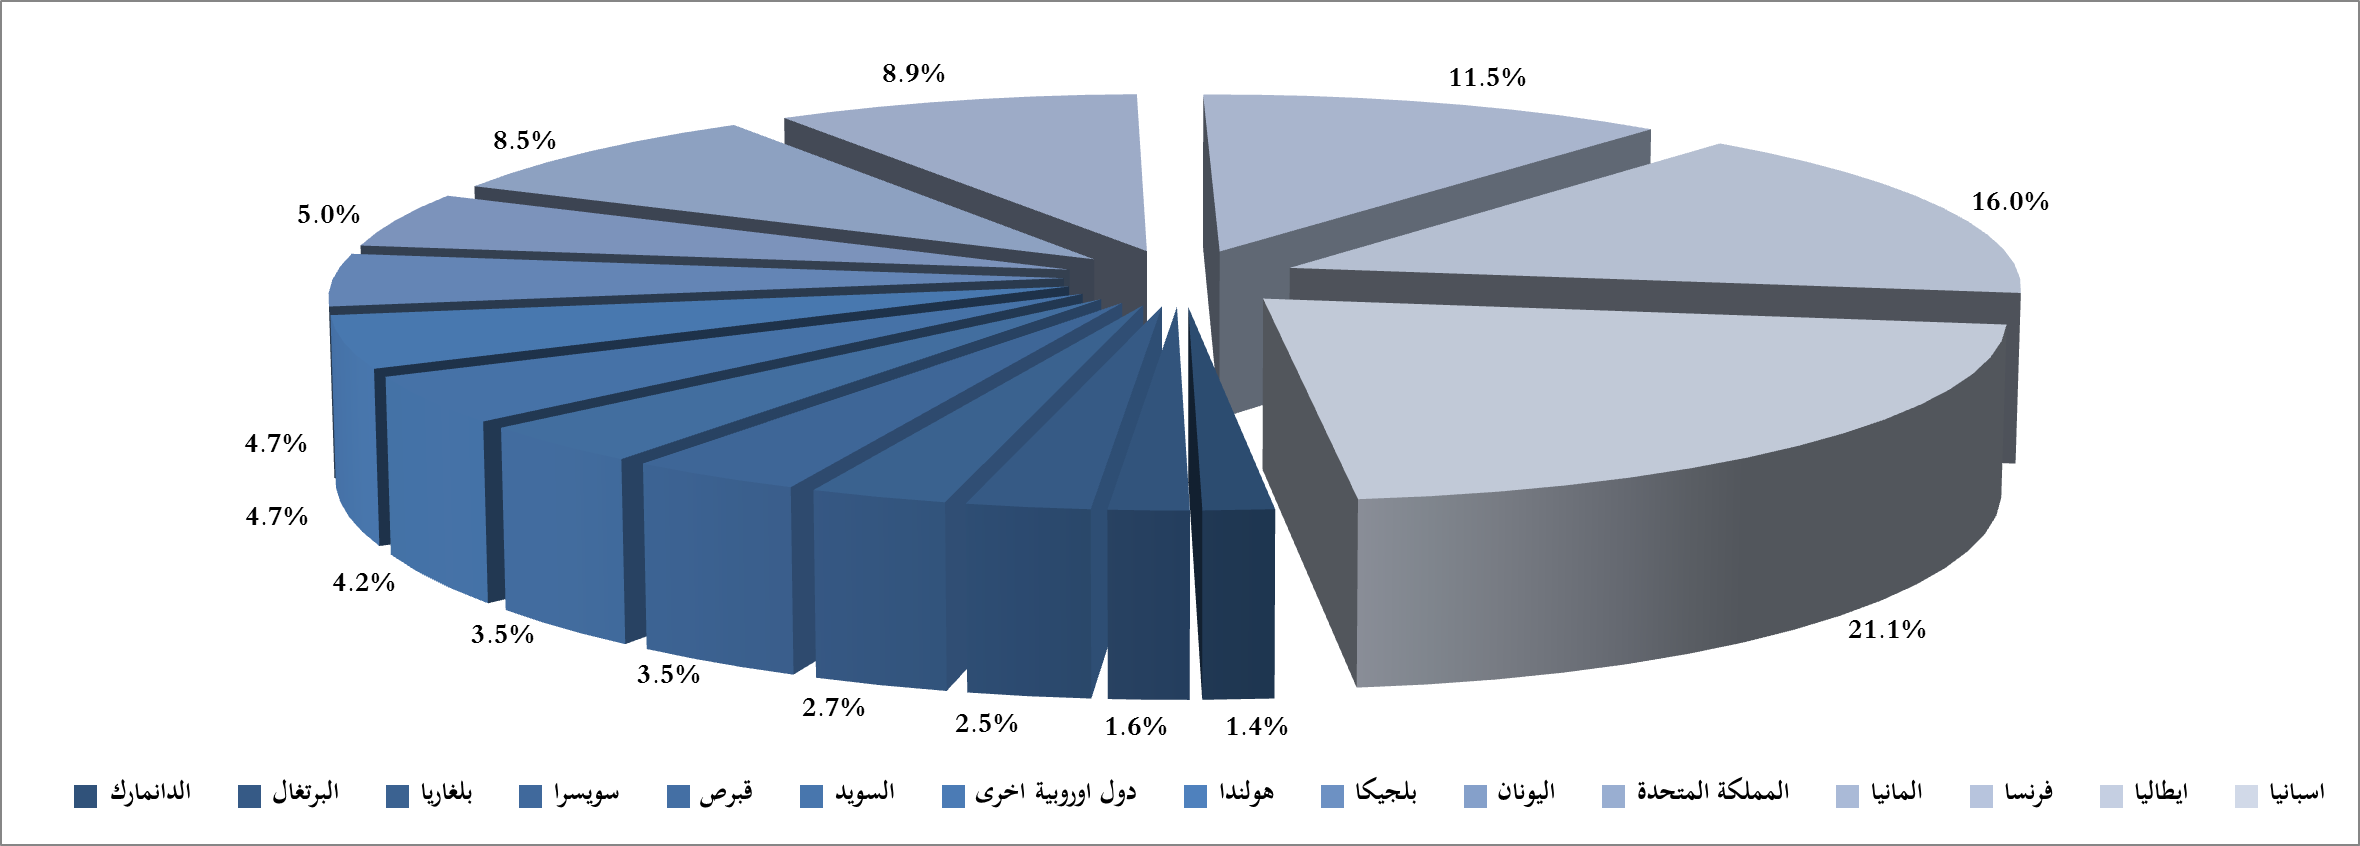 8.9%
11.5%
8.5%
16.0%
5.0%
4.7%
4.7%
4.2%
3.5%
21.1%
3.5%
2.7%
2.5%
1.6%
1.4%
اسبانيا
ايطاليا
فرنسا
المانيا
المملكة المتحدة
اليونان
بلجيكا
هولندا
دول اوروبية اخرى
السويد
قبرص
سويسرا
بلغاريا
البرتغال
الدانمارك